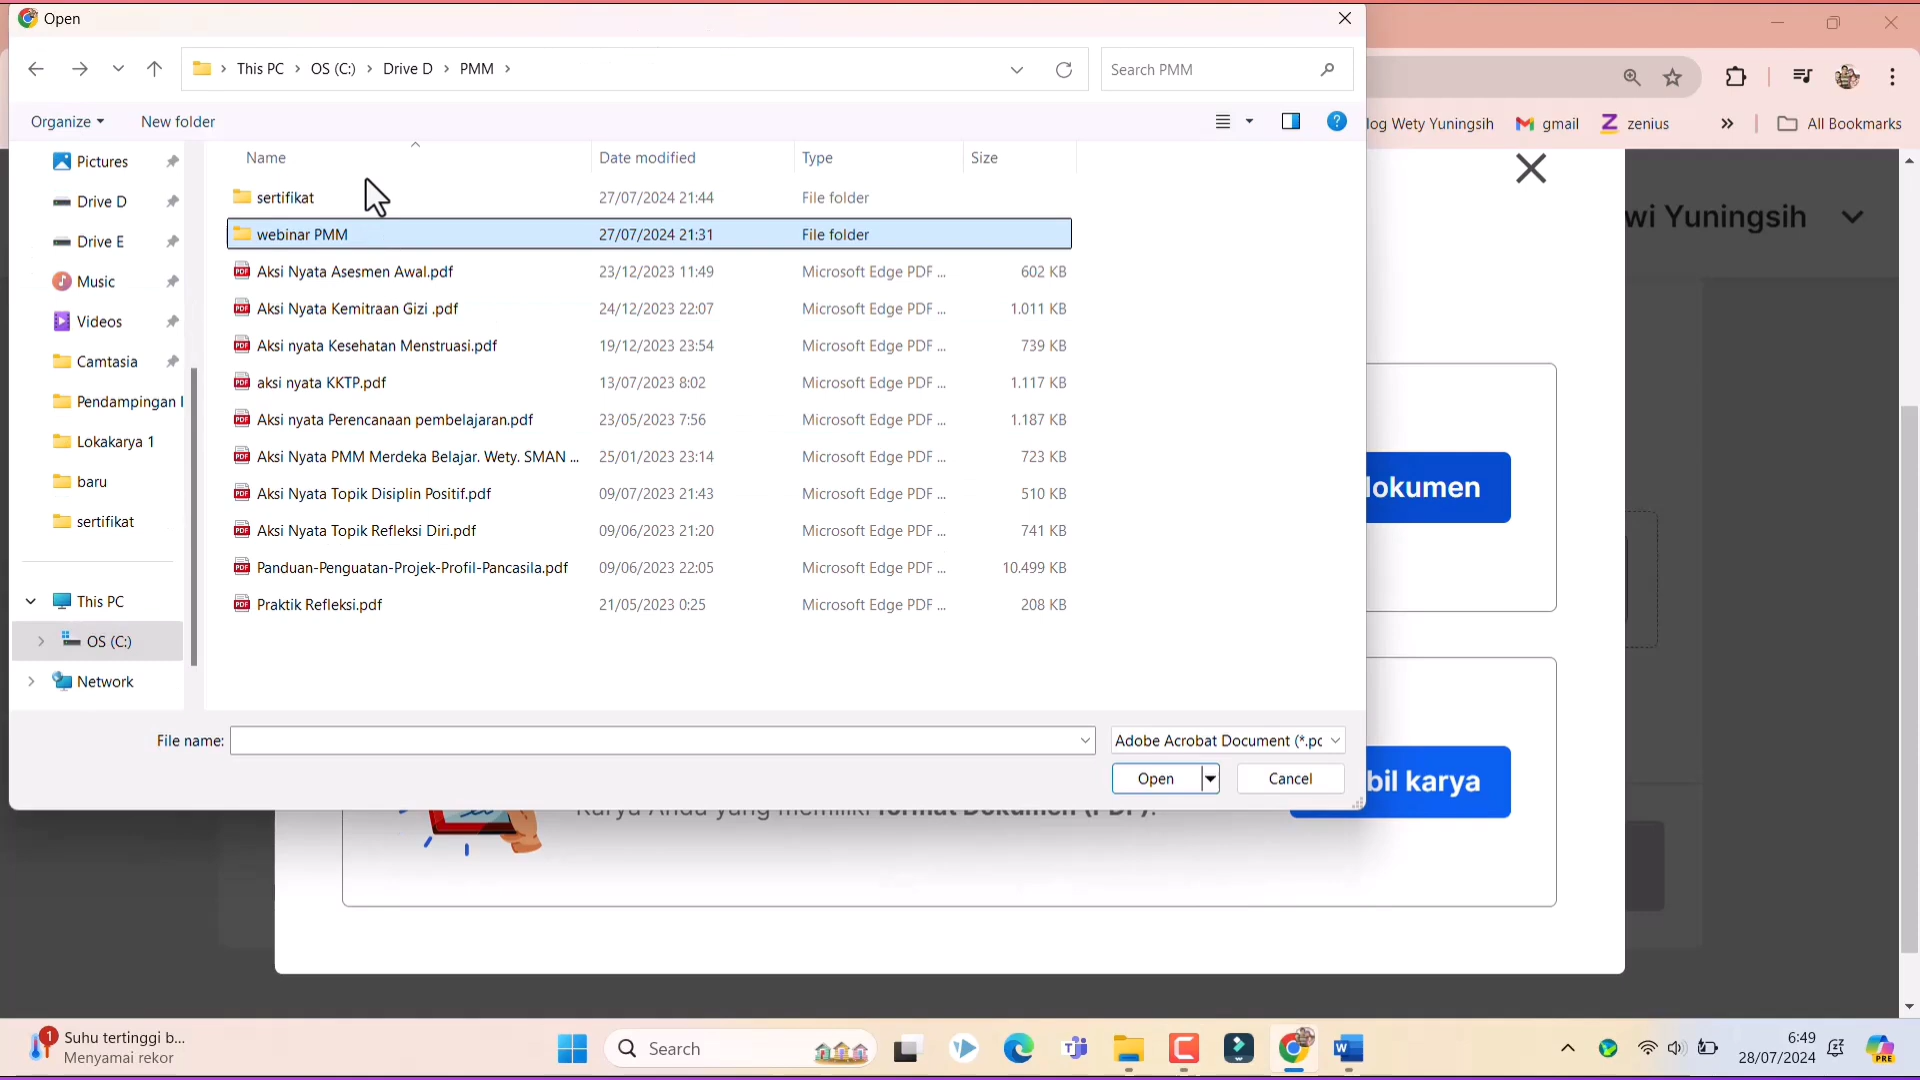 Open
This PC > OS (C:) > Drive D > PMM >
Search PMM
Organize
New folder
log Wety Yuningsih
gmail
zenius
All Bookmarks
Name
Date modified
Type
Size
Pictures
Drive D
Drive E
Music
Videos
Camtasia
Pendampingan I
Lokakarya 1
baru
sertifikat
This PC
OS (C:)
Network
sertifikat 27/07/2024 21:44 File folder
webinar PMM 27/07/2024 21:31 File folder
Aksi Nyata Asesmen Awal.pdf 23/12/2023 11:49 Microsoft Edge PDF ... 602 KB
Aksi Nyata Kemitraan Gizi .pdf 24/12/2023 22:07 Microsoft Edge PDF ... 1.011 KB
Aksi nyata Kesehatan Menstruasi.pdf 19/12/2023 23:54 Microsoft Edge PDF ... 739 KB
aksi nyata KKTP.pdf 13/07/2023 8:02 Microsoft Edge PDF ... 1.117 KB
Aksi nyata Perencanaan pembelajaran.pdf 23/05/2023 7:56 Microsoft Edge PDF ... 1.187 KB
Aksi Nyata PMM Merdeka Belajar. Wety. SMAN ... 25/01/2023 23:14 Microsoft Edge PDF ... 723 KB
Aksi Nyata Topik Disiplin Positif.pdf 09/07/2023 21:43 Microsoft Edge PDF ... 510 KB
Aksi Nyata Topik Refleksi Diri.pdf 09/06/2023 21:20 Microsoft Edge PDF ... 741 KB
Panduan-Penguatan-Projek-Profil-Pancasila.pdf 09/06/2023 22:05 Microsoft Edge PDF ... 10.499 KB
Praktik Refleksi.pdf 21/05/2023 0:25 Microsoft Edge PDF ... 208 KB
File name:
Adobe Acrobat Document (*.pc
Open
Cancel
wi Yuningsih
dokumen
bil karya
Karya Anda yang memiliki format Dokumen (PDF).
1
Suhu tertinggi b...
Menyamai rekor
Search
6:49
28/07/2024
PRE